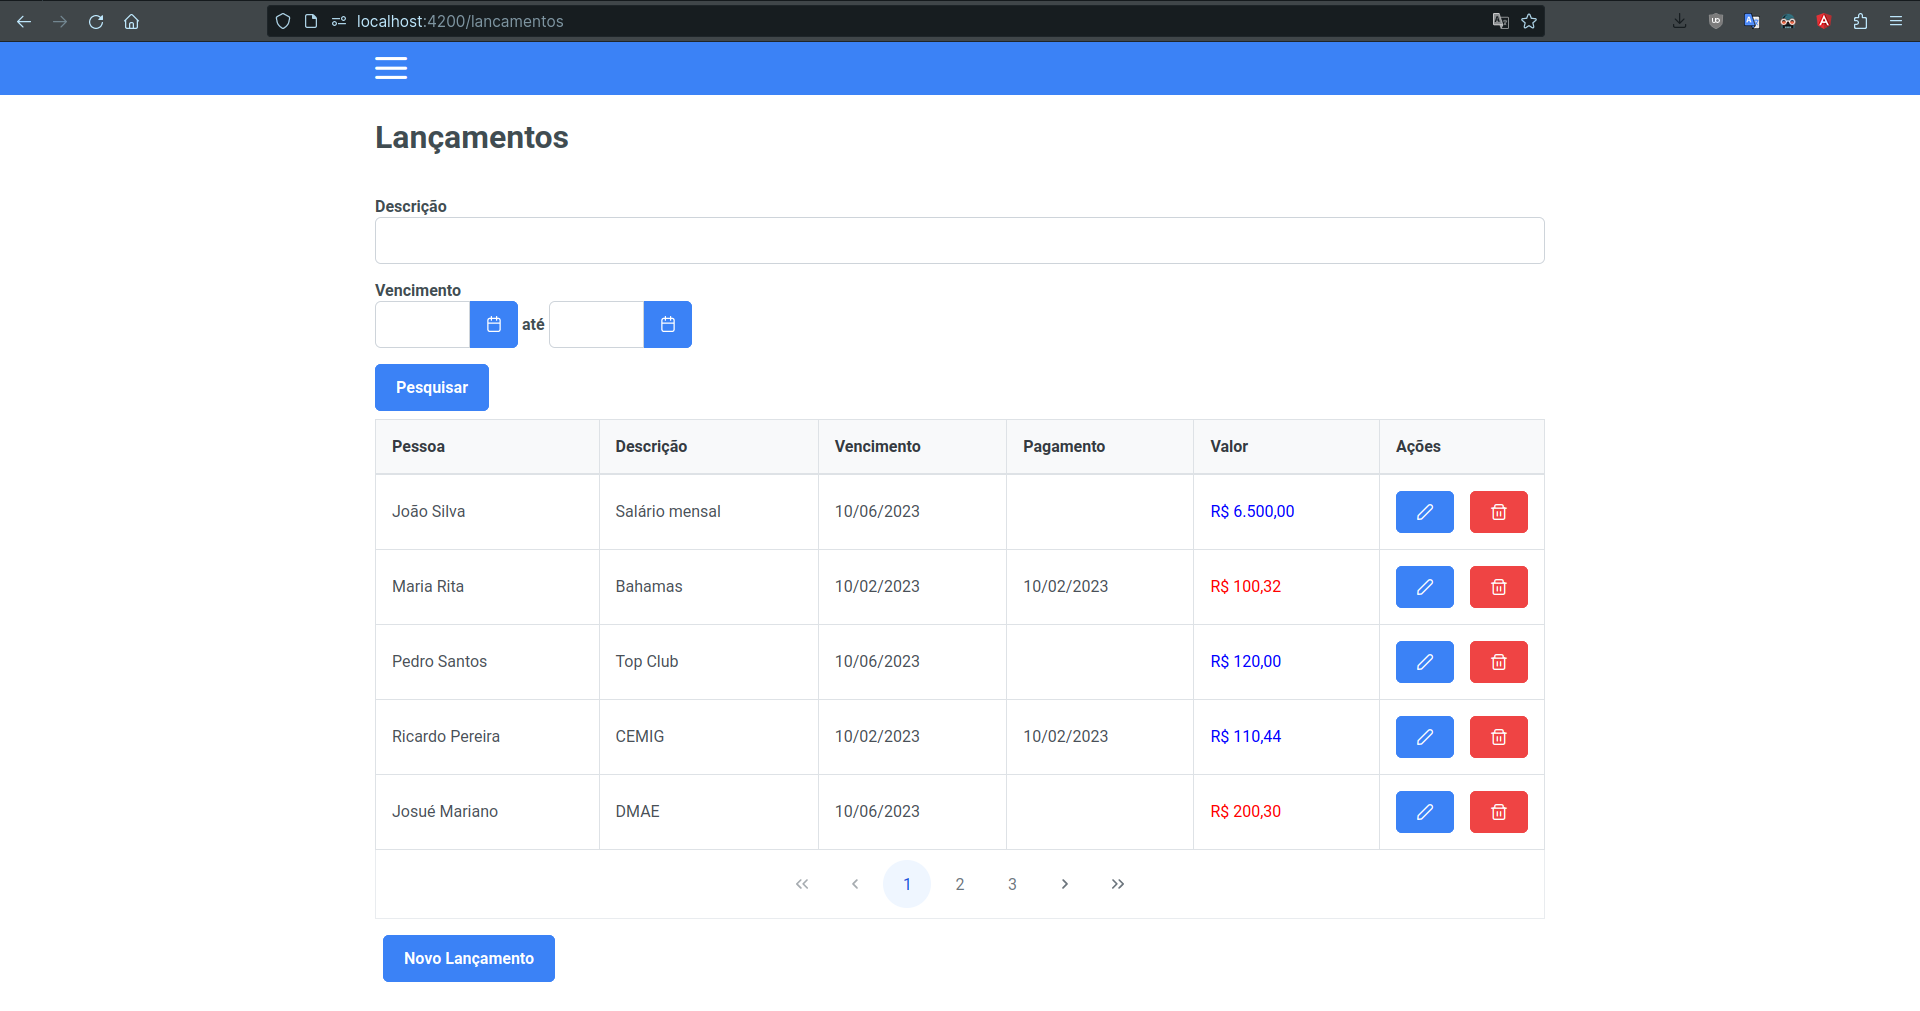 localhost:4200/lancamentos
Lançamentos
Descrição
Vencimento
até
Pesquisar
Pessoa Descrição Vencimento Pagamento Valor Ações
João Silva Salário mensal 10/06/2023 R$ 6.500,00
Maria Rita Bahamas 10/02/2023 10/02/2023 R$ 100,32
Pedro Santos Top Club 10/06/2023 R$ 120,00
Ricardo Pereira CEMIG 10/02/2023 10/02/2023 R$ 110,44
Josué Mariano DMAE 10/06/2023 R$ 200,30
1 2 3
Novo Lançamento